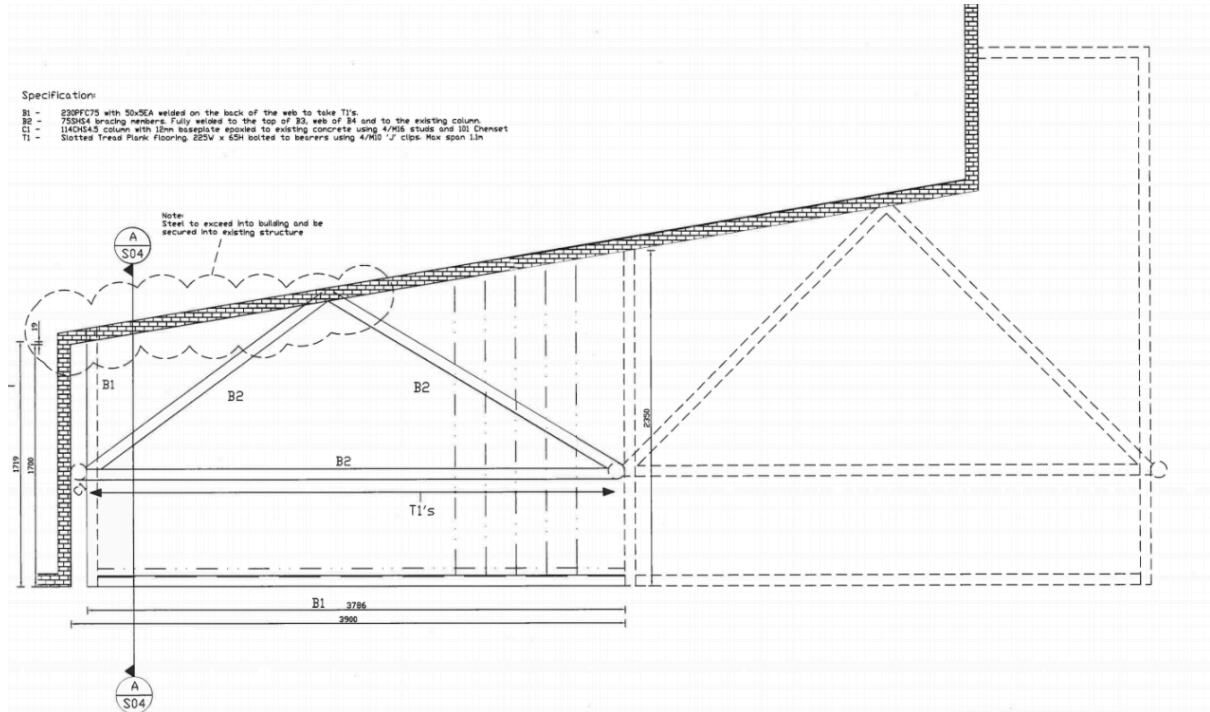 Specification:
B1 - 230PFC75 with 50x5EA welded on the back of the web to take T1's.
B2 - 75SHS4 bracing members. Fully welded to the top of B3, web of B4 and to the existing column.
C1 - 114CHS4.5 column with 12mm baseplate epoxied to existing concrete using 4/M16 studs and 101 Chemset
T1 - Slotted Tread Plank flooring. 225W x 65H bolted to bearers using 4/M10 'J' clips. Max span 1.1m
Note:
Steel to exceed into building and be
secured into existing structure
A
S04
19
B1
B2
B2
2350
1719
1700
B2
C1
T1's
B1 3786
3900
A
S04